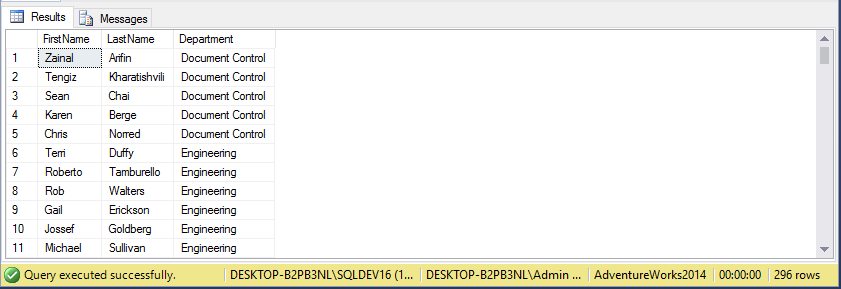 Results Messages
FirstName LastName Department
1 Zainal Arifin Document Control
2 Tengiz Kharatishvili Document Control
3 Sean Chai Document Control
4 Karen Berge Document Control
5 Chris Norred Document Control
6 Terri Duffy Engineering
7 Roberto Tamburello Engineering
8 Rob Walters Engineering
9 Gail Erickson Engineering
10 Jossef Goldberg Engineering
11 Michael Sullivan Engineering
Query executed successfully. DESKTOP-B2PB3NL\SQLDEV16 (1... DESKTOP-B2PB3NL\Admin ... AdventureWorks2014 00:00:00 296 rows